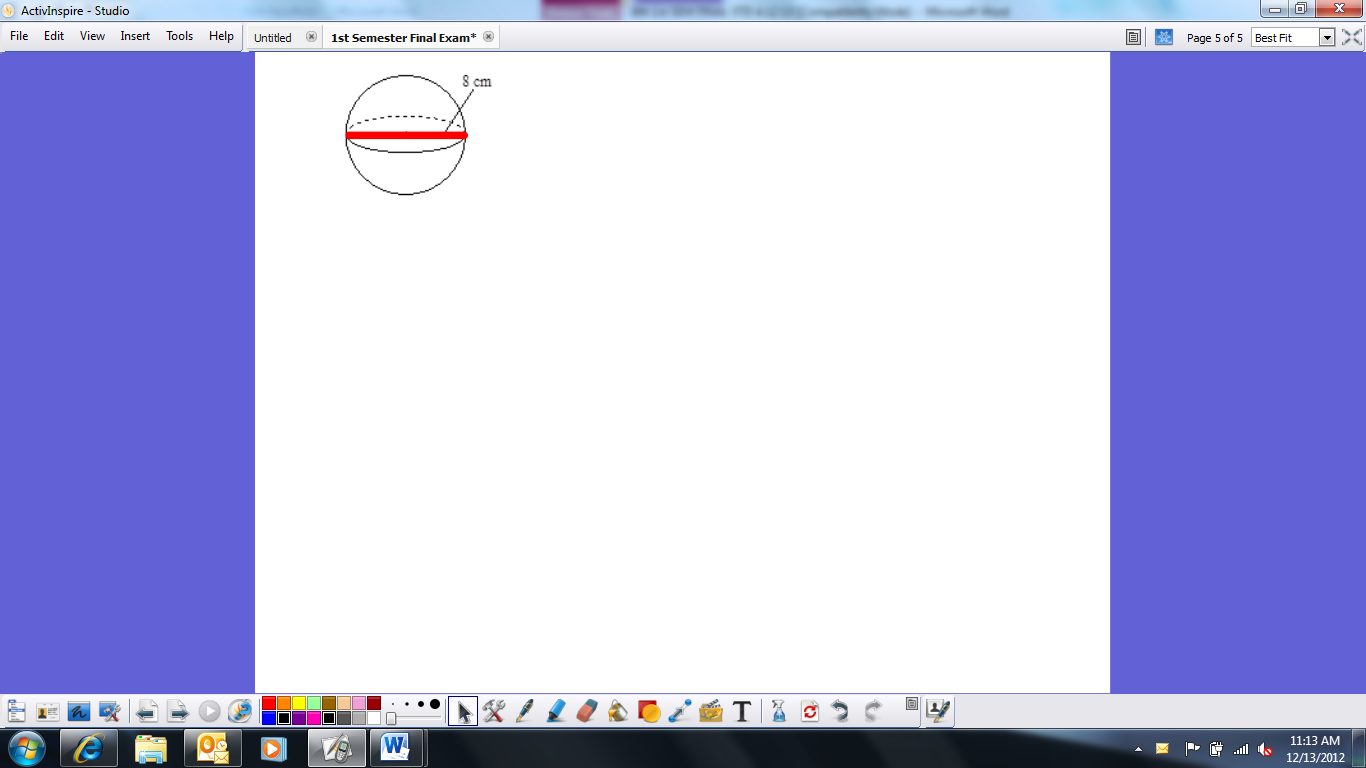 ActivInspire - Studio
File Edit View Insert Tools Help
Untitled
1st Semester Final Exam*
Page 5 of 5
Best Fit
8 cm
T
11:13 AM
12/13/2012